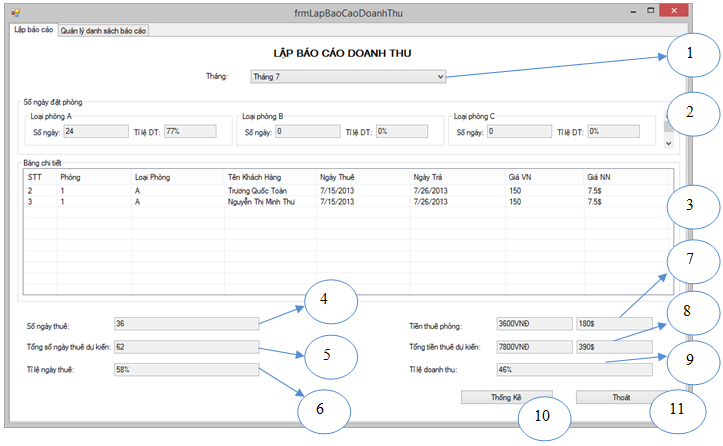 frmLapBaoCaoDoanhThu
Lập báo cáo Quản lý danh sách báo cáo
LẬP BÁO CÁO DOANH THU
1
Tháng: Tháng 7
Số ngày đặt phòng
2
Loại phòng A Loại phòng B Loại phòng C
Số ngày: 24 Tỉ lệ DT: 77% Số ngày: 0 Tỉ lệ DT: 0% Số ngày: 0 Tỉ lệ DT: 0%
Bảng chi tiết
STT Phòng Loại Phòng Tên Khách Hàng Ngày Thuê Ngày Trả Giá VN Giá NN
2 1 A Trương Quốc Toàn 7/15/2013 7/26/2013 150 7.5$
3 1 A Nguyễn Thị Minh Thư 7/15/2013 7/26/2013 150 7.5$
3
7
4
8
Số ngày thuê: 36 Tiền thuê phòng: 3600VNĐ 180$
Tổng số ngày thuê dự kiến: 62 5 Tổng tiền thuê dự kiến: 7800VNĐ 390$
9
Tỉ lệ ngày thuê: 58% Tỉ lệ doanh thu: 46%
Thống Kê Thoát
6 10 11